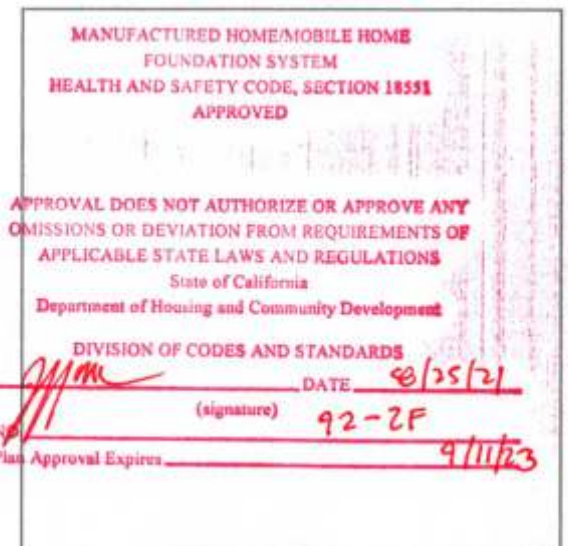 MANUFACTURED HOME/MOBILE HOME
FOUNDATION SYSTEM
HEALTH AND SAFETY CODE, SECTION 18551
APPROVED
APPROVAL DOES NOT AUTHORIZE OR APPROVE ANY
OMISSIONS OR DEVIATION FROM REQUIREMENTS OF
APPLICABLE STATE LAWS AND REGULATIONS
State of California
Department of Housing and Community Development
DIVISION OF CODES AND STANDARDS
DATE 8/25/21
(signature)
92-2F
Plan Approval Expires 9/11/23